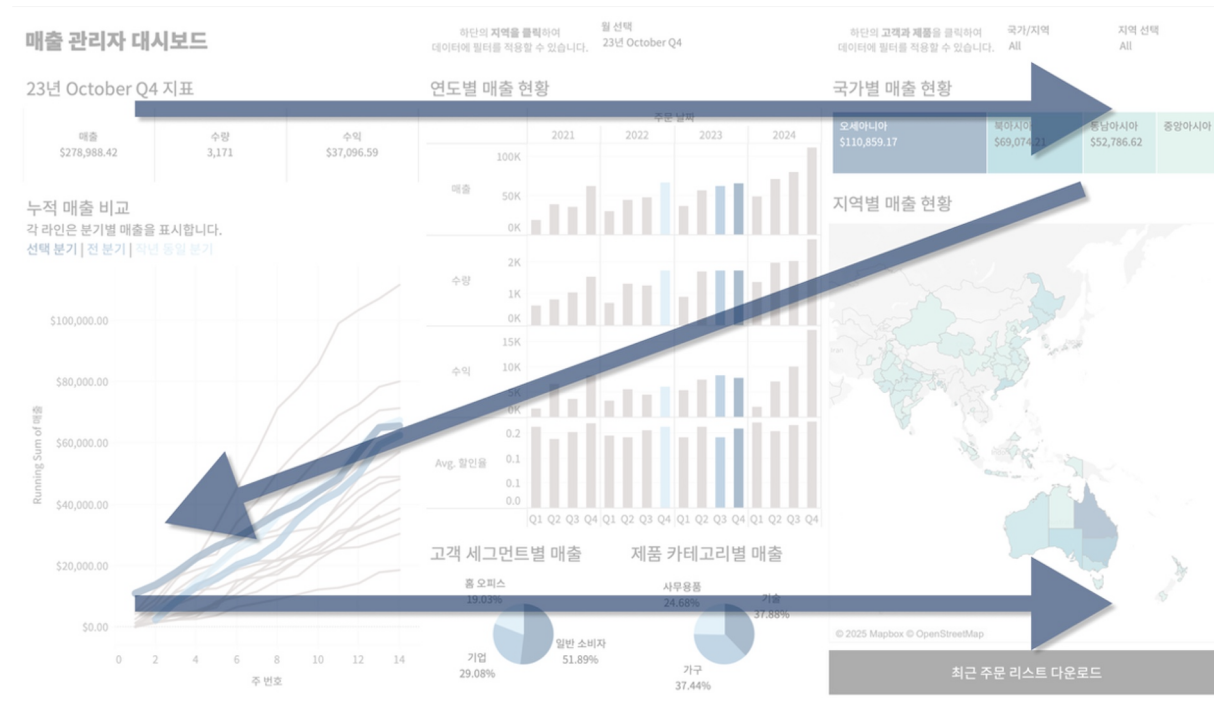 매출 관리자 대시보드
하단의 지역을 클릭하여
데이터에 필터를 적용할 수 있습니다.
월 선택
23년 October Q4
하단의 고객과 제품을 클릭하여
데이터에 필터를 적용할 수 있습니다.
국가/지역
All
지역 선택
All
23년 October Q4 지표
매출
$278,988.42
수량
3,171
수익
$37,096.59
누적 매출 비교
각 라인은 분기별 매출을 표시합니다.
선택 분기 | 전 분기 | 작년 동일 분기
Running Sum of 매출
$100,000.00
$80,000.00
$60,000.00
$40,000.00
$20,000.00
$0.00
0 2 4 6 8 10 12 14
주 번호
연도별 매출 현황
주문 날짜
2021 2022 2023 2024
매출
100K
50K
0K
수량
2K
1K
0K
수익
15K
10K
5K
0K
Avg. 할인율
0.2
0.1
0.1
0.0
Q1 Q2 Q3 Q4 Q1 Q2 Q3 Q4 Q1 Q2 Q3 Q4 Q1 Q2 Q3 Q4
고객 세그먼트별 매출
홈 오피스
19.03%
일반 소비자
51.89%
기업
29.08%
제품 카테고리별 매출
사무용품
24.68%
기술
37.88%
가구
37.44%
국가별 매출 현황
오세아니아
$110,859.17
북아시아
$69,074.21
동남아시아
$52,786.62
중앙아시아
지역별 매출 현황
© 2025 Mapbox © OpenStreetMap
최근 주문 리스트 다운로드